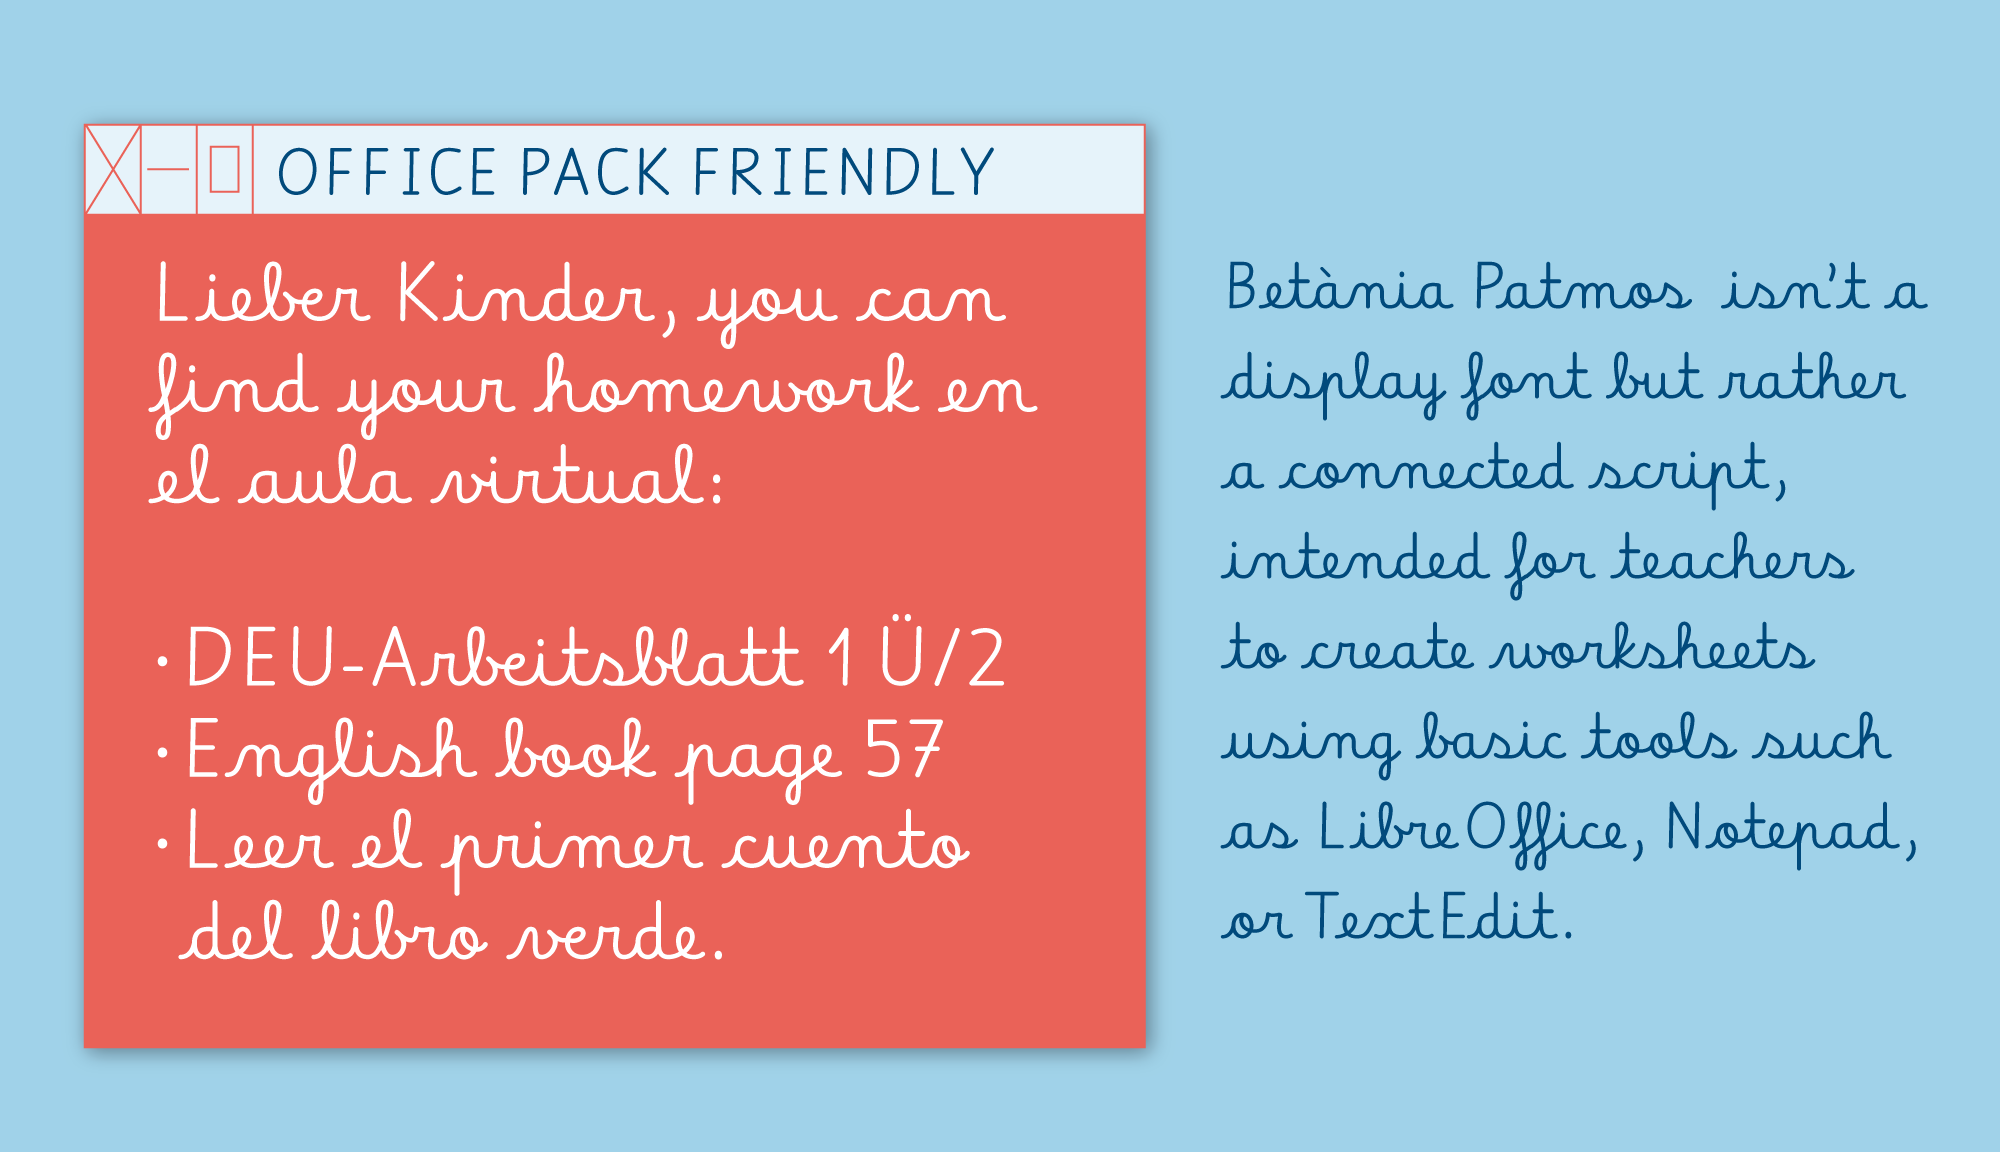 OFFICE PACK FRIENDLY
Lieber Kinder, you can
find your homework en
el aula virtual:
• DEU-Arbeitsblatt 1 Ü/2
• English book page 57
• Leer el primer cuento
del libro verde.
Betània Patmos isn't a
display font but rather
a connected script,
intended for teachers
to create worksheets
using basic tools such
as LibreOffice, Notepad,
or TextEdit.